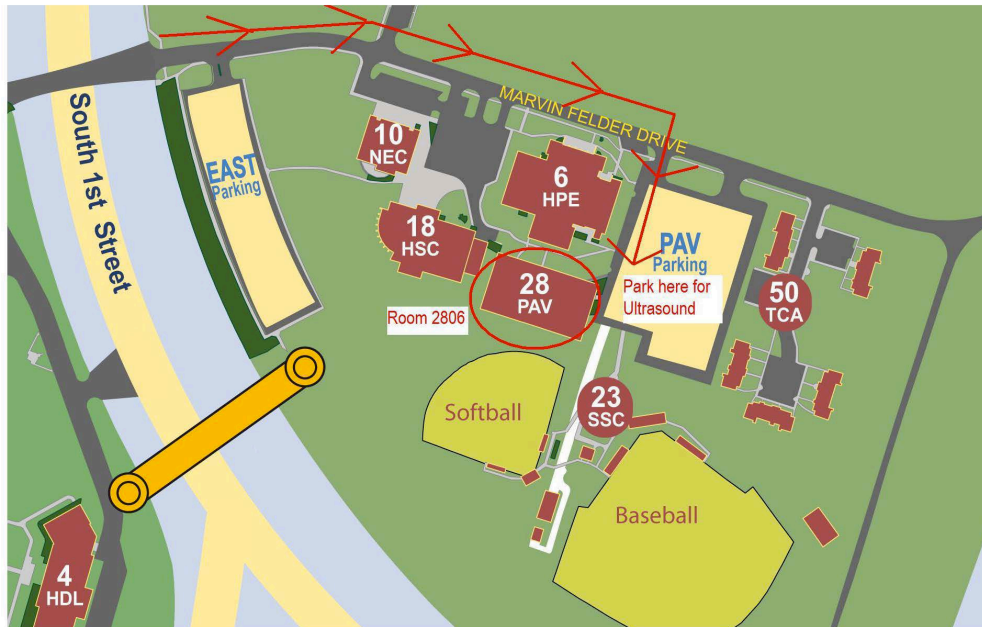 South 1st Street
MARVIN FELDER DRIVE
10
NEC
EAST
Parking
6
HPE
18
HSC
PAV
Parking
28
PAV
Park here for
Ultrasound
50
TCA
Room 2806
23
SSC
Softball
Baseball
4
HDL